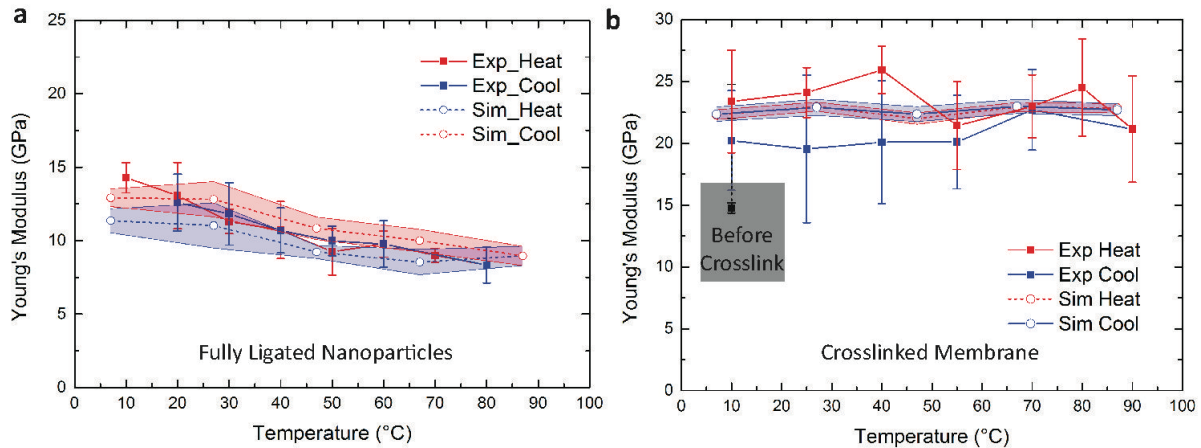 a
25
20
15
10
5
0
Young's Modulus (GPa)
Exp_Heat
Exp_Cool
Sim_Heat
Sim_Cool
Fully Ligated Nanoparticles
0 10 20 30 40 50 60 70 80 90 100
Temperature (°C)
b
30
25
20
15
10
5
0
Young's Modulus (GPa)
Before
Crosslink
Exp Heat
Exp Cool
Sim Heat
Sim Cool
Crosslinked Membrane
0 10 20 30 40 50 60 70 80 90 100
Temperature (°C)